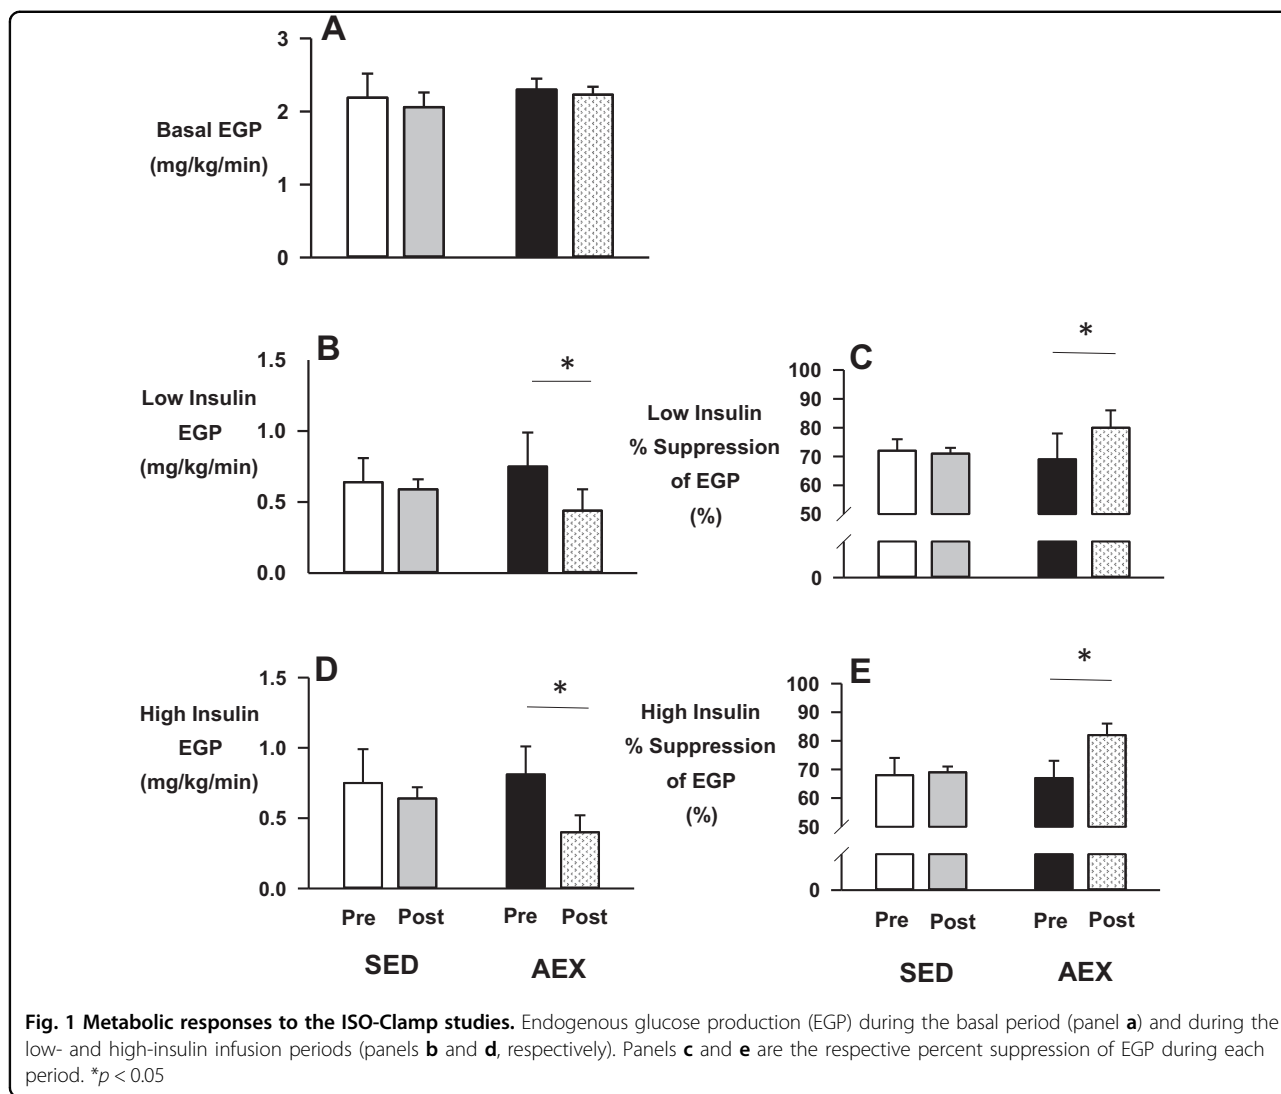 A
3
2
1
0
Basal EGP
(mg/kg/min)
B
1.5
1.0
0.5
0.0
Low Insulin
EGP
(mg/kg/min)
*
C
100
90
80
70
60
50
0
Low Insulin
% Suppression
of EGP
(%)
*
D
1.5
1.0
0.5
0.0
High Insulin
EGP
(mg/kg/min)
*
Pre Post Pre Post
SED AEX
E
100
90
80
70
60
50
0
High Insulin
% Suppression
of EGP
(%)
*
Pre Post Pre Post
SED AEX
Fig. 1 Metabolic responses to the ISO-Clamp studies. Endogenous glucose production (EGP) during the basal period (panel a) and during the
low- and high-insulin infusion periods (panels b and d, respectively). Panels c and e are the respective percent suppression of EGP during each
period. *p < 0.05